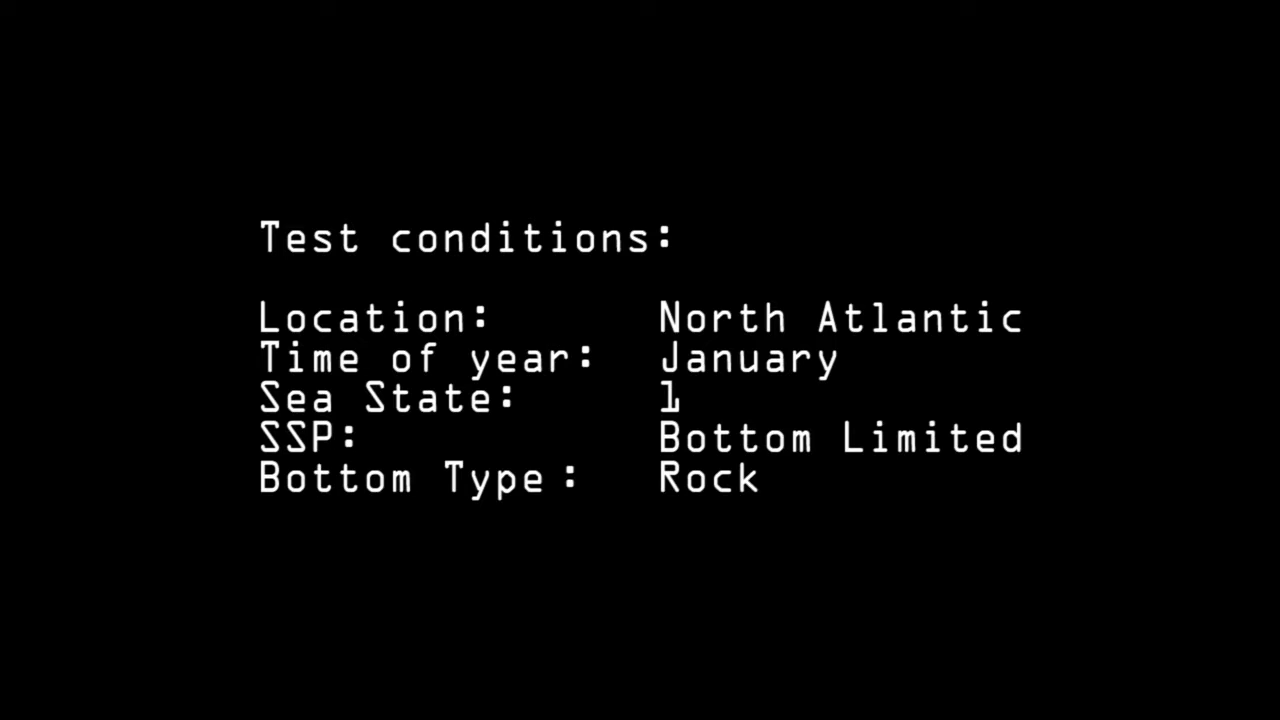 Test conditions:
Location: North Atlantic
Time of year: January
Sea State: 1
SSP: Bottom Limited
Bottom Type : Rock